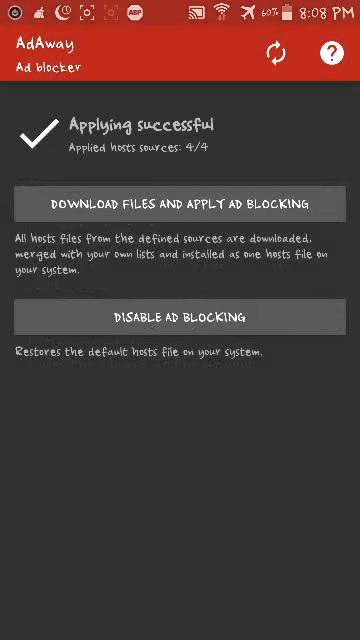 ABP 60% 8:08 PM
AdAway
Ad blocker
Applying successful
Applied hosts sources: 4/4
DOWNLOAD FILES AND APPLY AD BLOCKING
All hosts files from the defined sources are downloaded,
merged with your own lists and installed as one hosts file on
your system.
DISABLE AD BLOCKING
Restores the default hosts file on your system.